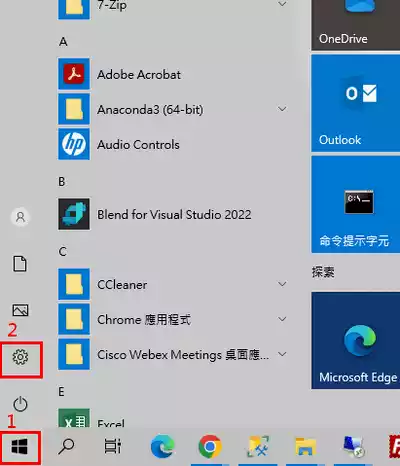 7-Zip
A
Adobe Acrobat
Anaconda3 (64-bit)
hp
Audio Controls
B
Blend for Visual Studio 2022
C
CCleaner
Chrome 應用程式
Cisco Webex Meetings 桌面應...
E
Excel
OneDrive
Outlook
命令提示字元
探索
Microsoft Edge
2
1